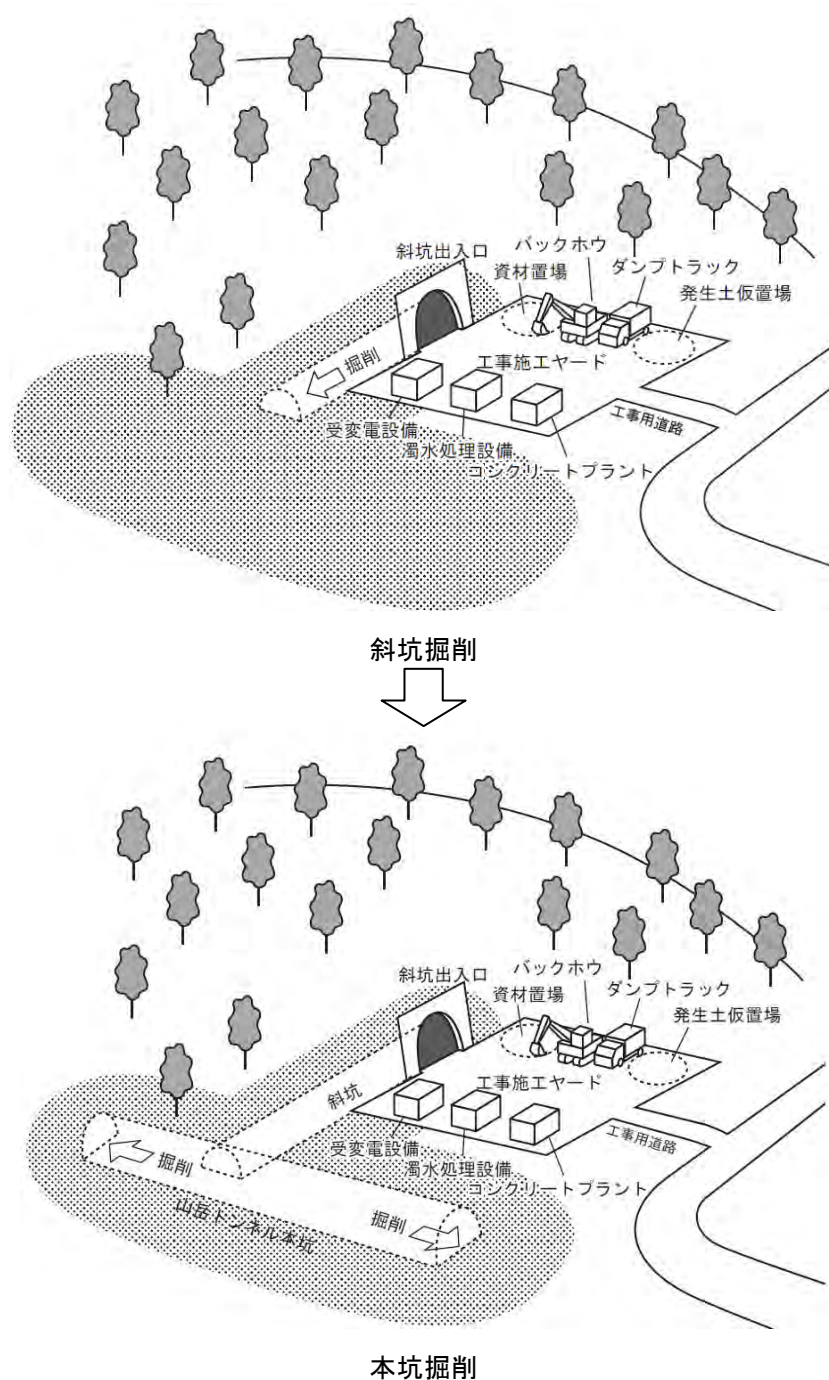 斜坑出入口
バックホウ
資材置場
ダンプトラック
発生土仮置場
掘削
工事施工ヤード
受変電設備
濁水処理設備
コンクリートプラント
工事用道路
斜坑掘削
斜坑出入口
バックホウ
資材置場
ダンプトラック
発生土仮置場
斜坑
工事施工ヤード
受変電設備
濁水処理設備
コンクリートプラント
工事用道路
掘削
山岳トンネル本坑
掘削
本坑掘削